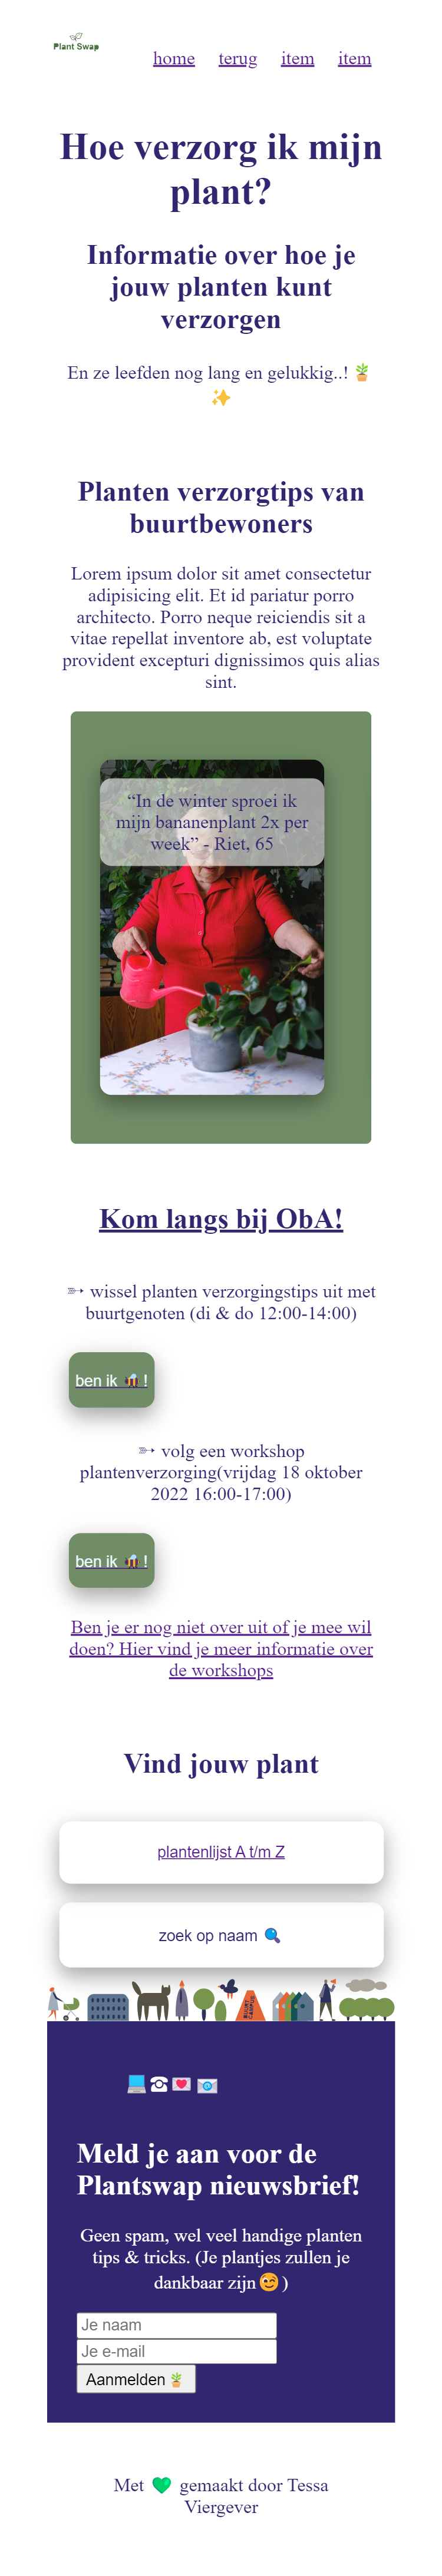 Plant Swap
home terug item item
Hoe verzorg ik mijn
plant?
Informatie over hoe je
jouw planten kunt
verzorgen
En ze leefden nog lang en gelukkig..! 🪴
✨
Planten verzorgtips van
buurtbewoners
Lorem ipsum dolor sit amet consectetur
adipisicing elit. Et id pariatur porro
architecto. Porro neque reiciendis sit a
vitae repellat inventore ab, est voluptate
provident excepturi dignissimos quis alias
sint.
“In de winter sproei ik
mijn bananenplant 2x per
week” - Riet, 65
Kom langs bij ObA!
➳ wissel planten verzorgingstips uit met
buurtgenoten (di & do 12:00-14:00)
ben ik 🐝!
➳ volg een workshop
plantenverzorging(vrijdag 18 oktober
2022 16:00-17:00)
ben ik 🐝!
Ben je er nog niet over uit of je mee wil
doen? Hier vind je meer informatie over
de workshops
Vind jouw plant
plantenlijst A t/m Z
zoek op naam 🔍
BUURT CAMPUS
💻☎💌📧
Meld je aan voor de
Plantswap nieuwsbrief!
Geen spam, wel veel handige planten
tips & tricks. (Je plantjes zullen je
dankbaar zijn😊)
Je naam
Je e-mail
Aanmelden 🪴
Met 💚 gemaakt door Tessa
Viergever